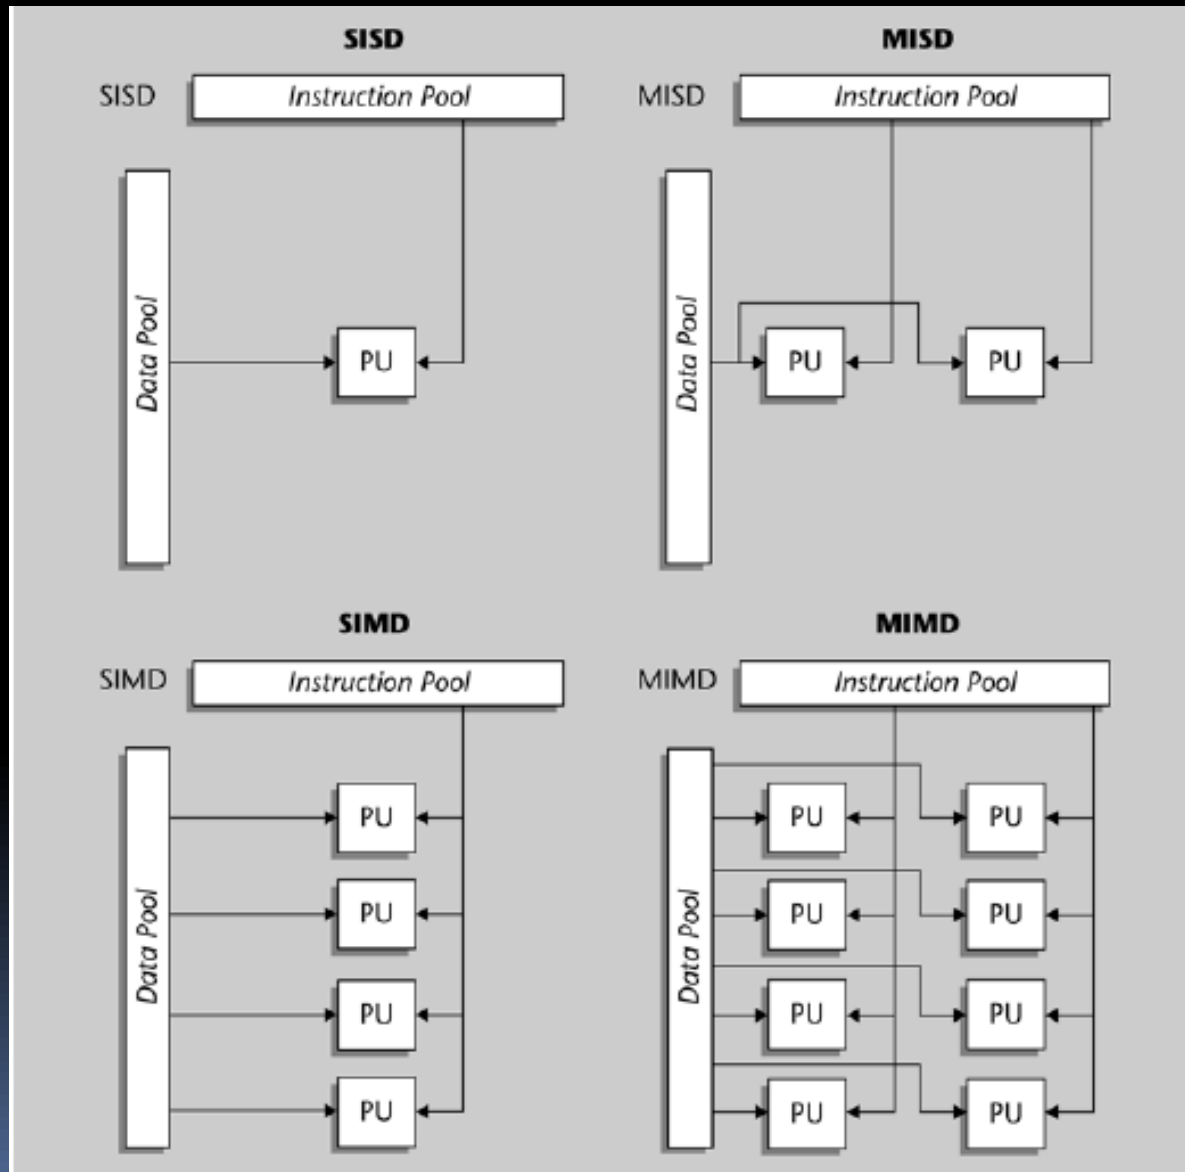 SISD
SISD
Instruction Pool
Data Pool
PU
MISD
MISD
Instruction Pool
Data Pool
PU
PU
SIMD
SIMD
Instruction Pool
Data Pool
PU
PU
PU
PU
MIMD
MIMD
Instruction Pool
Data Pool
PU
PU
PU
PU
PU
PU
PU
PU